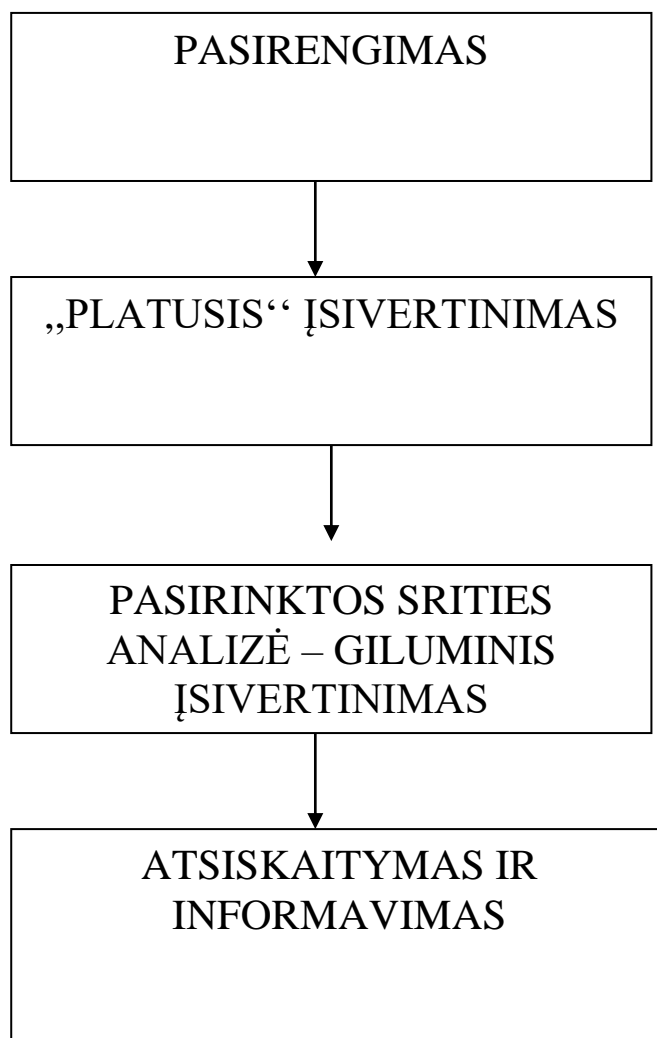 PASIRENGIMAS
,,PLATUSIS‘‘ ĮSIVERTINIMAS
PASIRINKTOS SRITIES
ANALIZĖ – GILUMINIS
ĮSIVERTINIMAS
ATSISKAITYMAS IR
INFORMAVIMAS